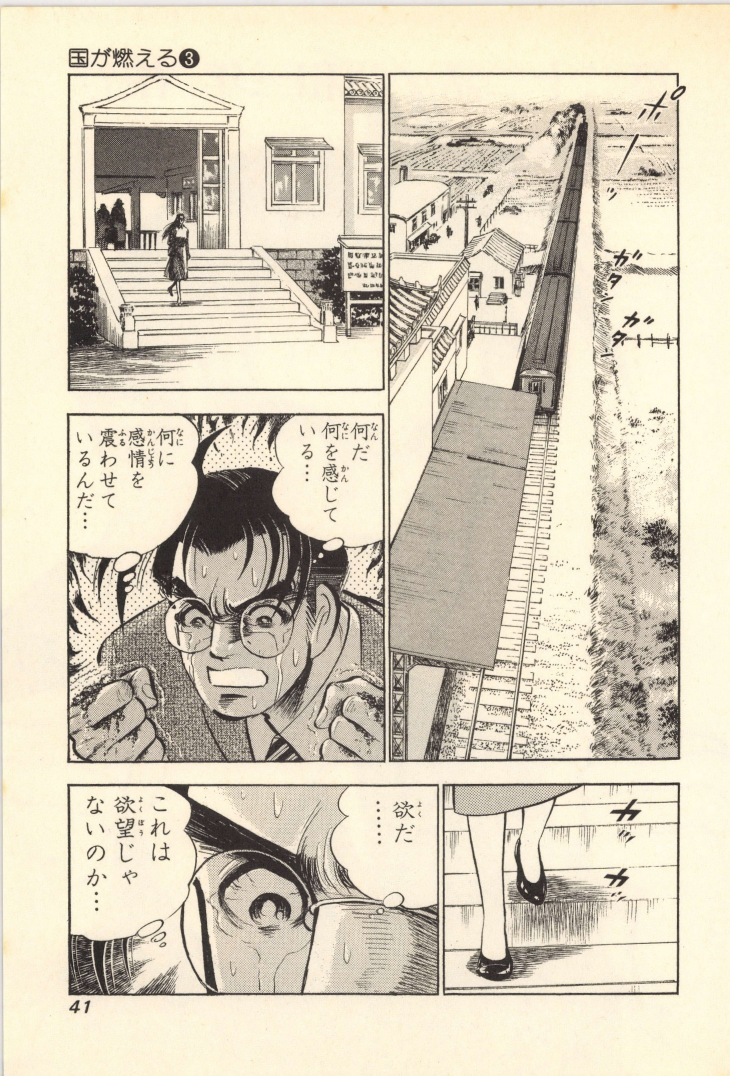 国が燃える❸
ポーッ
ガタン
ガタン
何だ
何を感じて
いる…
何に
感情を
震わせて
いるんだ…
カッ
カッ
欲だ
……
これは
欲望じゃ
ないのか…
41